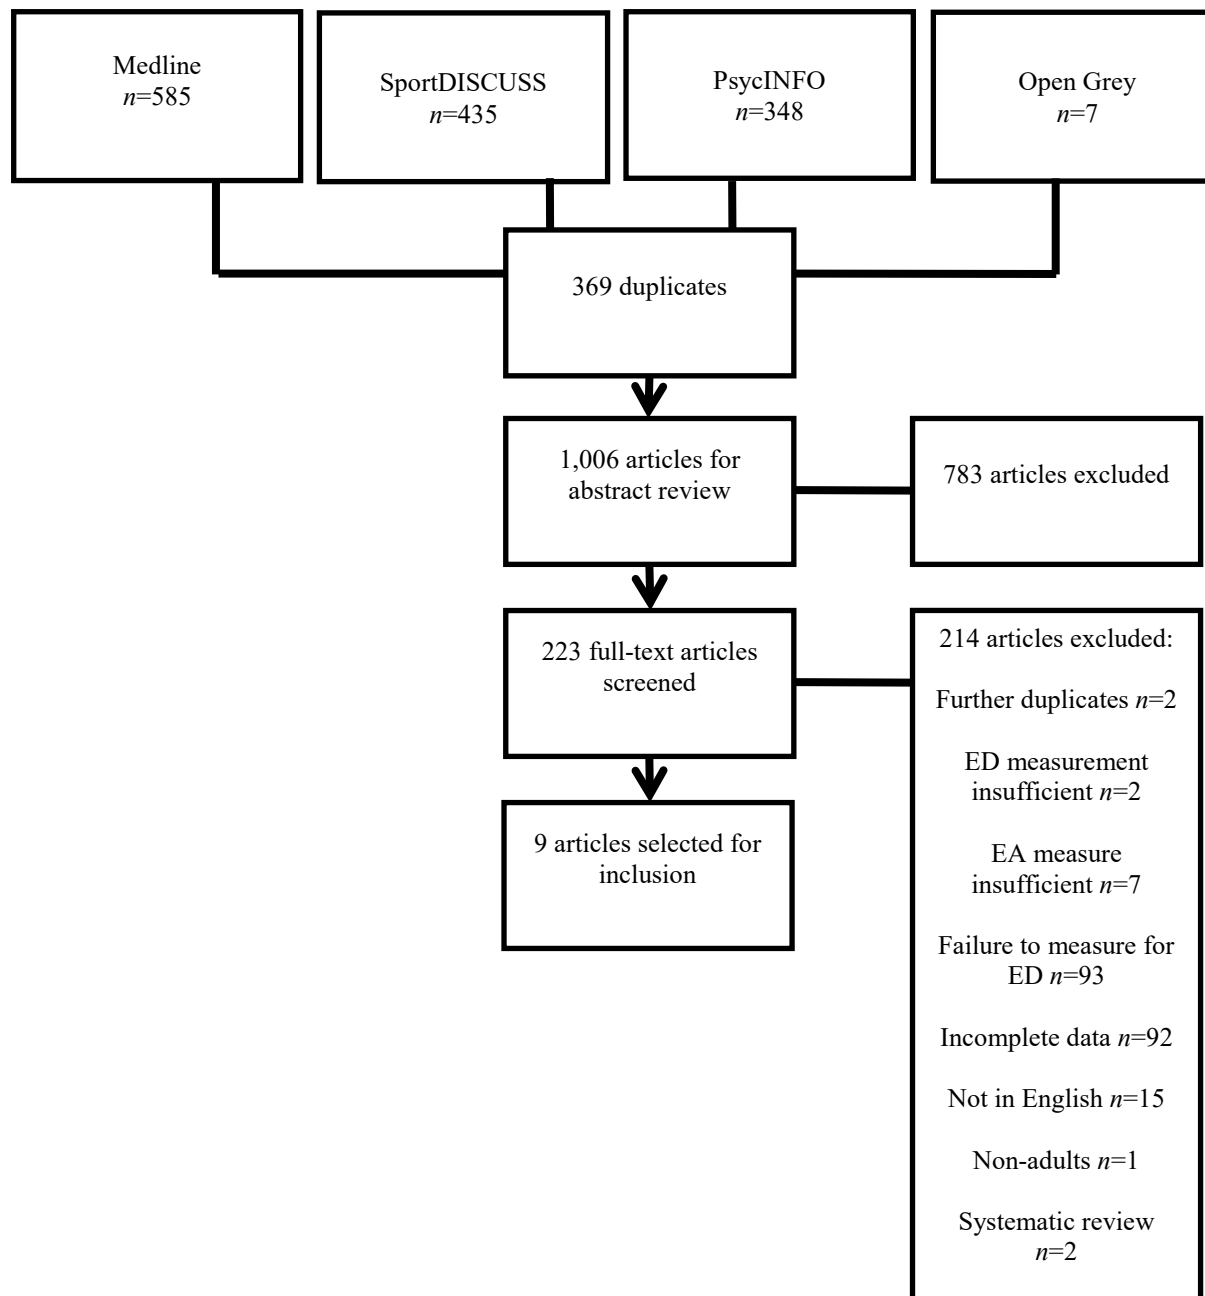 Medline
n=585
SportDISCUSS
n=435
PsycINFO
n=348
Open Grey
n=7
369 duplicates
1,006 articles for
abstract review
783 articles excluded
223 full-text articles
screened
214 articles excluded:
Further duplicates n=2
ED measurement
insufficient n=2
EA measure
insufficient n=7
Failure to measure for
ED n=93
Incomplete data n=92
Not in English n=15
Non-adults n=1
Systematic review
n=2
9 articles selected for
inclusion